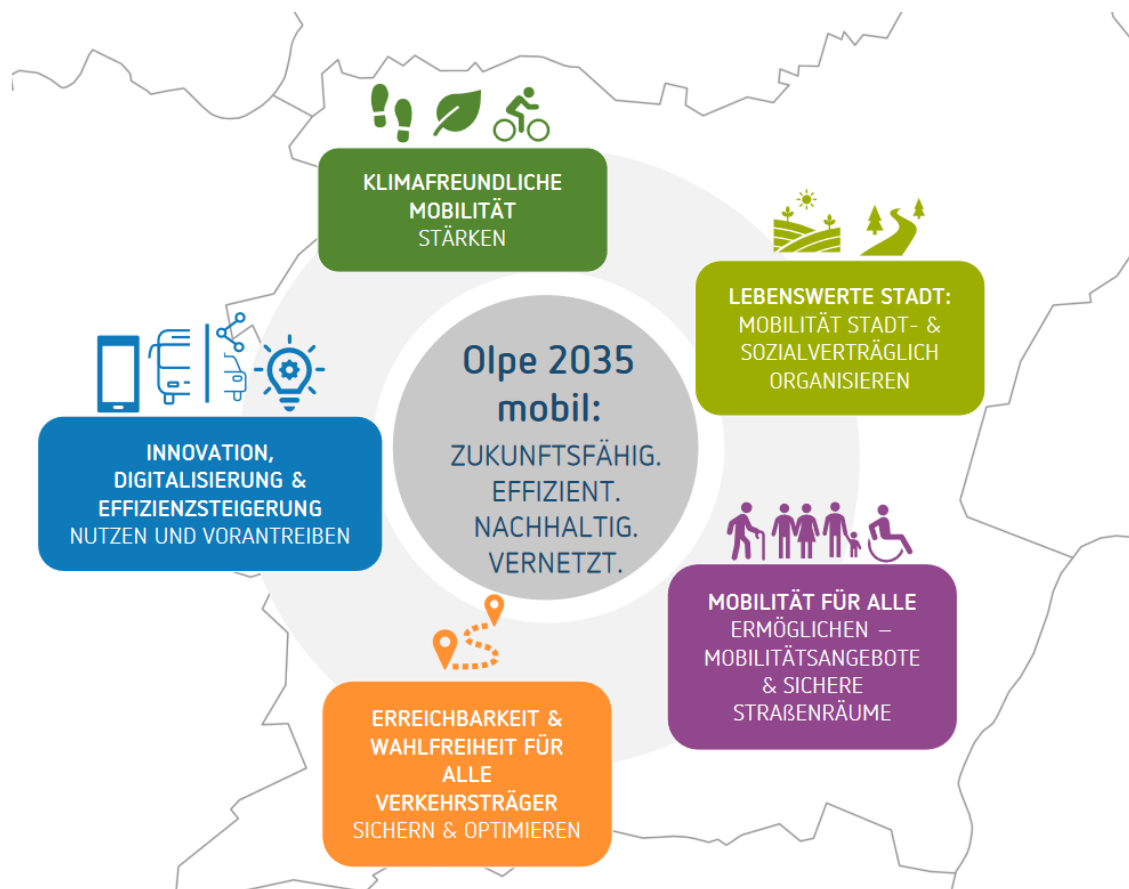 KLIMAFREUNDLICHE
MOBILITÄT
STÄRKEN
LEBENSWERTE STADT:
MOBILITÄT STADT- &
SOZIALVERTRÄGLICH
ORGANISIEREN
Olpe 2035
mobil:
ZUKUNFTSFÄHIG.
EFFIZIENT.
NACHHALTIG.
VERNETZT.
INNOVATION,
DIGITALISIERUNG &
EFFIZIENZSTEIGERUNG
NUTZEN UND VORANTREIBEN
MOBILITÄT FÜR ALLE
ERMÖGLICHEN –
MOBILITÄTSANGEBOTE
& SICHERE
STRAßENRÄUME
ERREICHBARKEIT &
WAHLFREIHEIT FÜR
ALLE
VERKEHRSTRÄGER
SICHERN & OPTIMIEREN